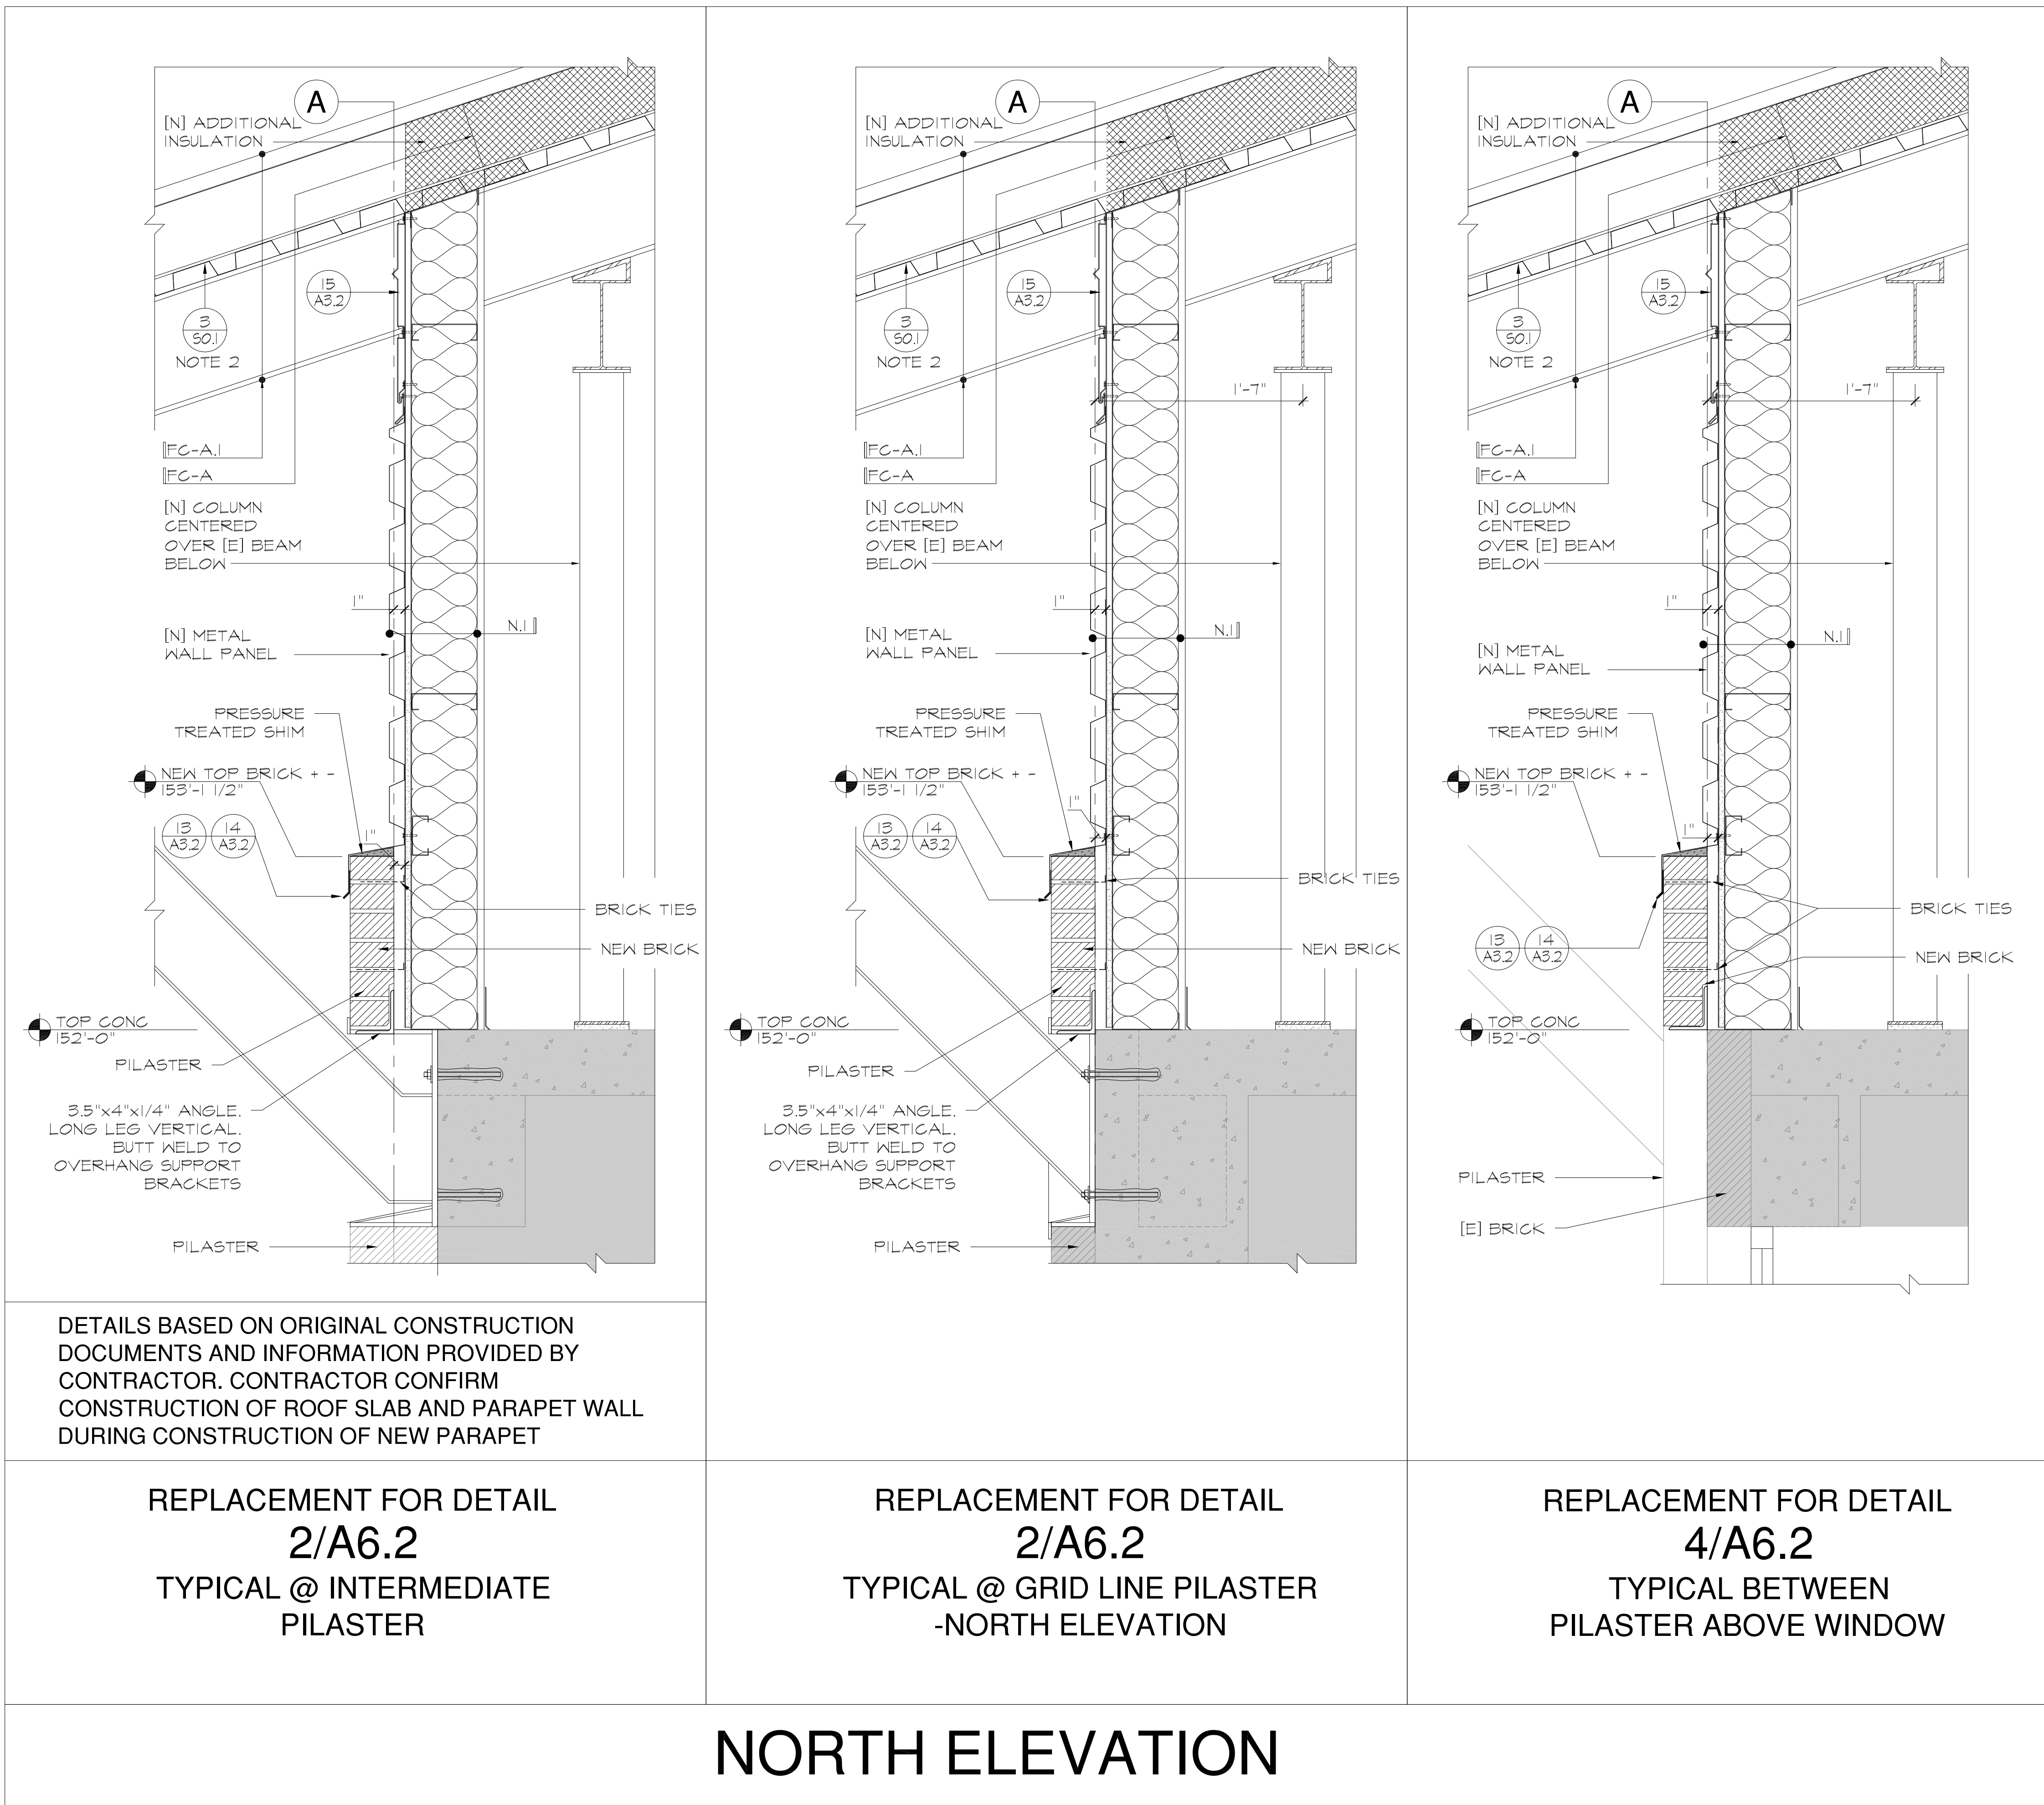 A
[N] ADDITIONAL
INSULATION
15
A3.2
3
S0.1
NOTE 2
FC-A.1
FC-A
[N] COLUMN
CENTERED
OVER [E] BEAM
BELOW
1"
N.1
[N] METAL
WALL PANEL
PRESSURE
TREATED SHIM
NEW TOP BRICK + -
153'-1 1/2"
13
A3.2
14
A3.2
1"
BRICK TIES
NEW BRICK
TOP CONC
152'-0"
PILASTER
3.5"x4"x1/4" ANGLE.
LONG LEG VERTICAL.
BUTT WELD TO
OVERHANG SUPPORT
BRACKETS
PILASTER
DETAILS BASED ON ORIGINAL CONSTRUCTION
DOCUMENTS AND INFORMATION PROVIDED BY
CONTRACTOR. CONTRACTOR CONFIRM
CONSTRUCTION OF ROOF SLAB AND PARAPET WALL
DURING CONSTRUCTION OF NEW PARAPET
REPLACEMENT FOR DETAIL
2/A6.2
TYPICAL @ INTERMEDIATE
PILASTER
A
[N] ADDITIONAL
INSULATION
15
A3.2
3
S0.1
NOTE 2
1'-7"
FC-A.1
FC-A
[N] COLUMN
CENTERED
OVER [E] BEAM
BELOW
1"
N.1
[N] METAL
WALL PANEL
PRESSURE
TREATED SHIM
NEW TOP BRICK + -
153'-1 1/2"
1"
13
A3.2
14
A3.2
BRICK TIES
NEW BRICK
TOP CONC
152'-0"
PILASTER
3.5"x4"x1/4" ANGLE.
LONG LEG VERTICAL.
BUTT WELD TO
OVERHANG SUPPORT
BRACKETS
PILASTER
REPLACEMENT FOR DETAIL
2/A6.2
TYPICAL @ GRID LINE PILASTER
-NORTH ELEVATION
A
[N] ADDITIONAL
INSULATION
15
A3.2
3
S0.1
NOTE 2
1'-7"
FC-A.1
FC-A
[N] COLUMN
CENTERED
OVER [E] BEAM
BELOW
1"
N.1
[N] METAL
WALL PANEL
PRESSURE
TREATED SHIM
NEW TOP BRICK + -
153'-1 1/2"
1"
BRICK TIES
13
A3.2
14
A3.2
NEW BRICK
TOP CONC
152'-0"
PILASTER
[E] BRICK
REPLACEMENT FOR DETAIL
4/A6.2
TYPICAL BETWEEN
PILASTER ABOVE WINDOW
NORTH ELEVATION